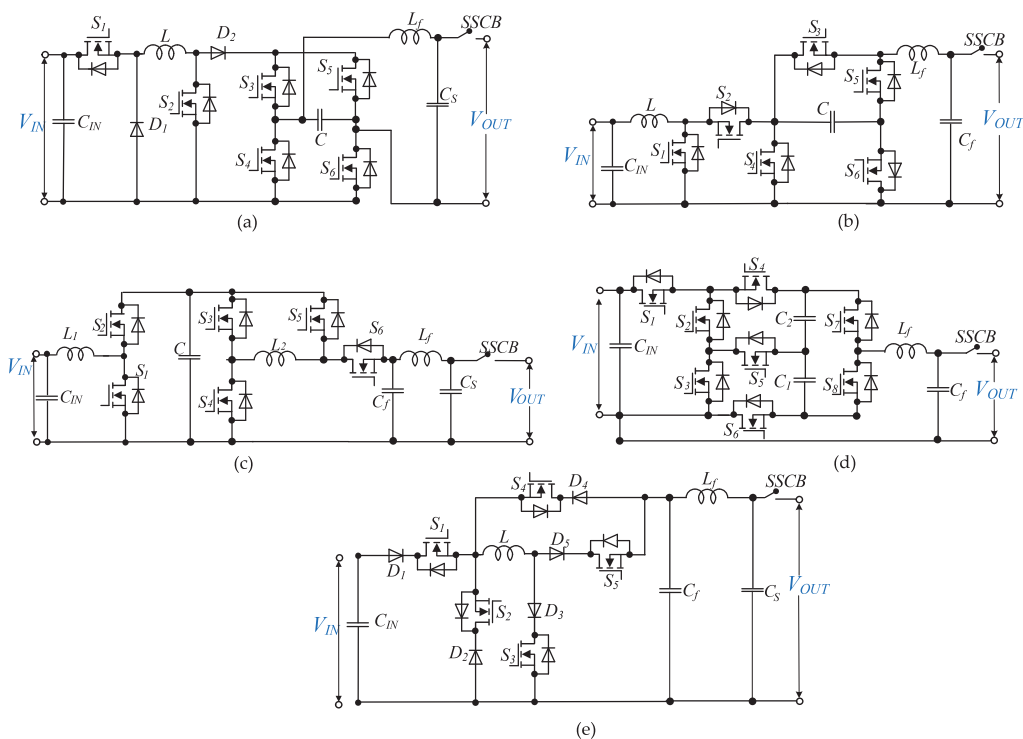 S1 L D2 Lf SSCB
S3 S5
VIN CIN S2 C CS VOUT
D1 S4 S6
(a)
S3 Lf SSCB
L S2 S5
VIN CIN S1 C Cf VOUT
S4 S6
(b)
S2 S3 S5 S6 Lf SSCB
L1 C L2
VIN CIN S1 S4 Cf CS VOUT
(c)
S4
S1 S2 C2 S7 Lf SSCB
VIN CIN S5 C1
S3 S8 Cf VOUT
S6
(d)
S4 D4 Lf SSCB
S1 L D5
D1 S5
VIN CIN S2 D3 Cf CS VOUT
D2 S3
(e)